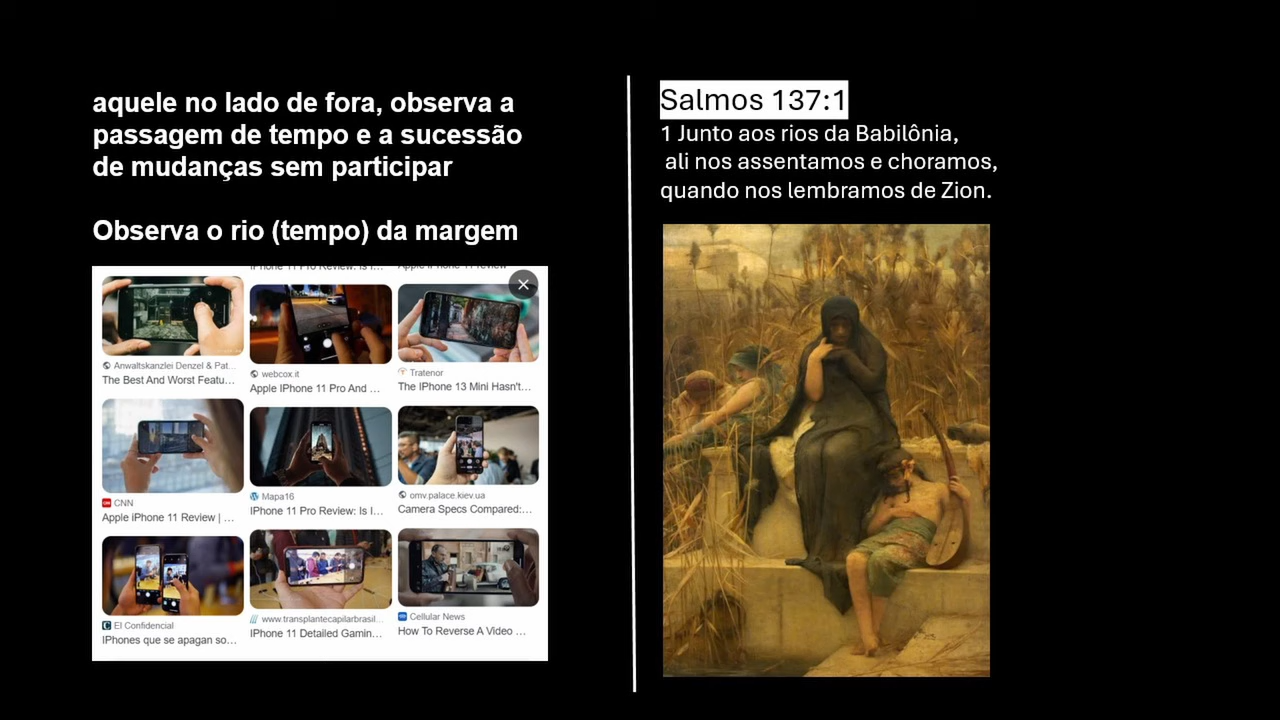 aquele no lado de fora, observa a
passagem de tempo e a sucessão
de mudanças sem participar
Observa o rio (tempo) da margem
Anwaltskanzlei Denzel & Pat...
The Best And Worst Featu...
webcox.it
Apple IPhone 11 Pro And ...
Tratenor
The IPhone 13 Mini Hasn't...
CNN
Apple iPhone 11 Review | ...
Mapa16
IPhone 11 Pro Review: Is I...
omv.palace.kiev.ua
Camera Specs Compared:...
El Confidencial
IPhones que se apagan so...
www.transplantecapilarbrasil...
IPhone 11 Detailed Gamin...
Cellular News
How To Reverse A Video ...
Salmos 137:1
1 Junto aos rios da Babilônia,
ali nos assentamos e choramos,
quando nos lembramos de Zion.